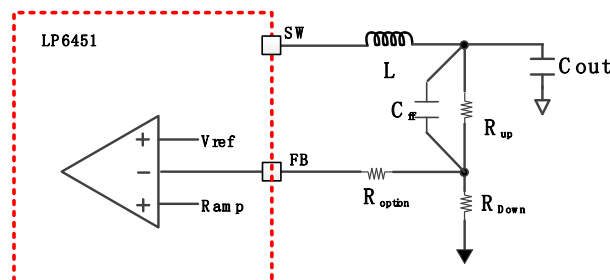 LP6451
SW
L
Cout
Cff
Rup
Vref
FB
Ramp
Roption
RDown
+
−
+